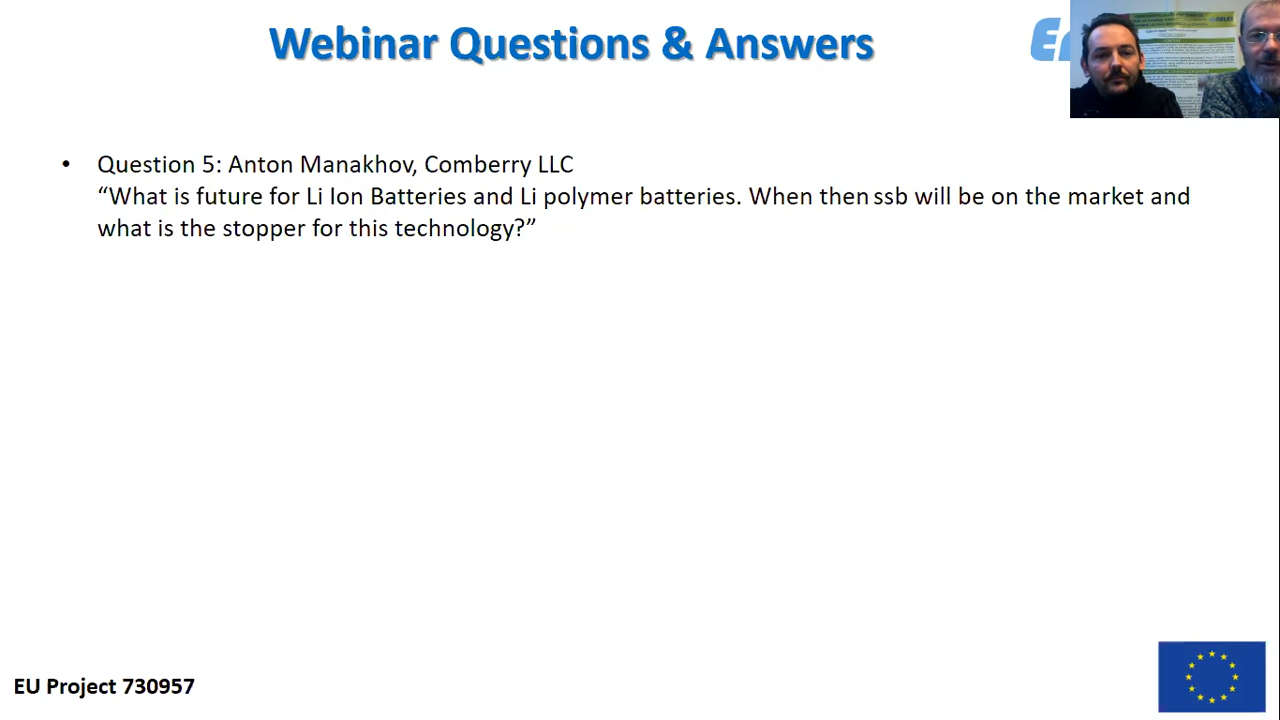 Webinar Questions & Answers
• Question 5: Anton Manakhov, Comberry LLC
“What is future for Li Ion Batteries and Li polymer batteries. When then ssb will be on the market and
what is the stopper for this technology?”
EU Project 730957